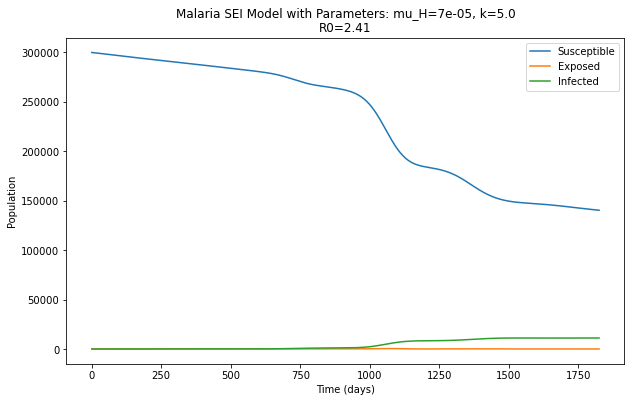 Malaria SEI Model with Parameters: mu_H=7e-05, k=5.0
R0=2.41
Susceptible
Exposed
Infected
300000
250000
200000
150000
100000
50000
0
Population
0 250 500 750 1000 1250 1500 1750
Time (days)